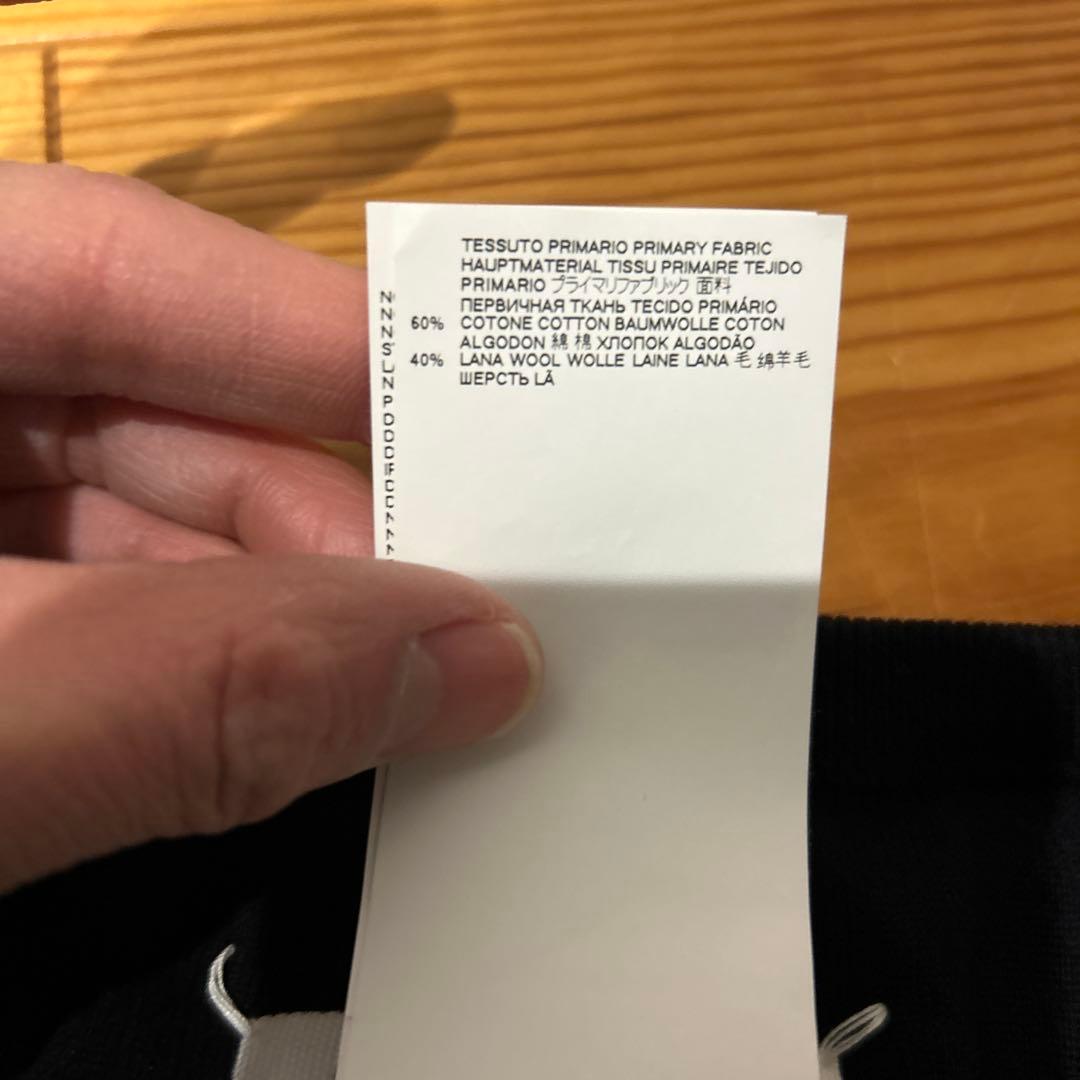 TESSUTO PRIMARIO PRIMARY FABRIC
HAUPTMATERIAL TISSU PRIMAIRE TEJIDO
PRIMARIO プライマリファブリック 面料
ПЕРВИЧНАЯ ТКАНЬ TECIDO PRIMÁRIO
60% COTONE COTTON BAUMWOLLE COTON
ALGODON 綿 棉 ХЛОПОК ALGODÃO
40% LANA WOOL WOLLE LAINE LANA 毛 绵羊毛
ШЕРСТЬ LÃ